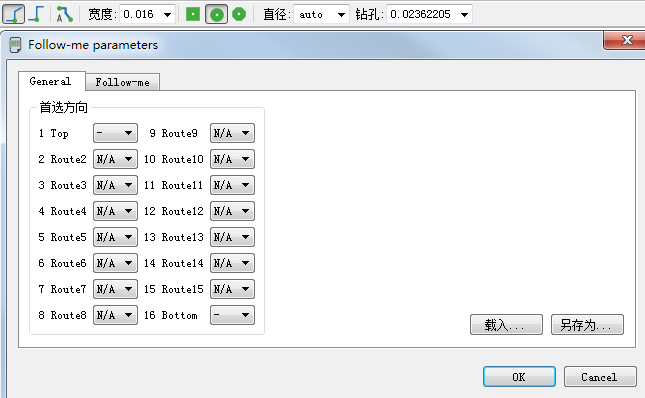 宽度: 0.016 直径: auto 钻孔: 0.02362205
Follow-me parameters
General Follow-me
首选方向
1 Top - 9 Route9 N/A
2 Route2 N/A 10 Route10 N/A
3 Route3 N/A 11 Route11 N/A
4 Route4 N/A 12 Route12 N/A
5 Route5 N/A 13 Route13 N/A
6 Route6 N/A 14 Route14 N/A
7 Route7 N/A 15 Route15 N/A
8 Route8 N/A 16 Bottom -
载入... 另存为...
OK Cancel